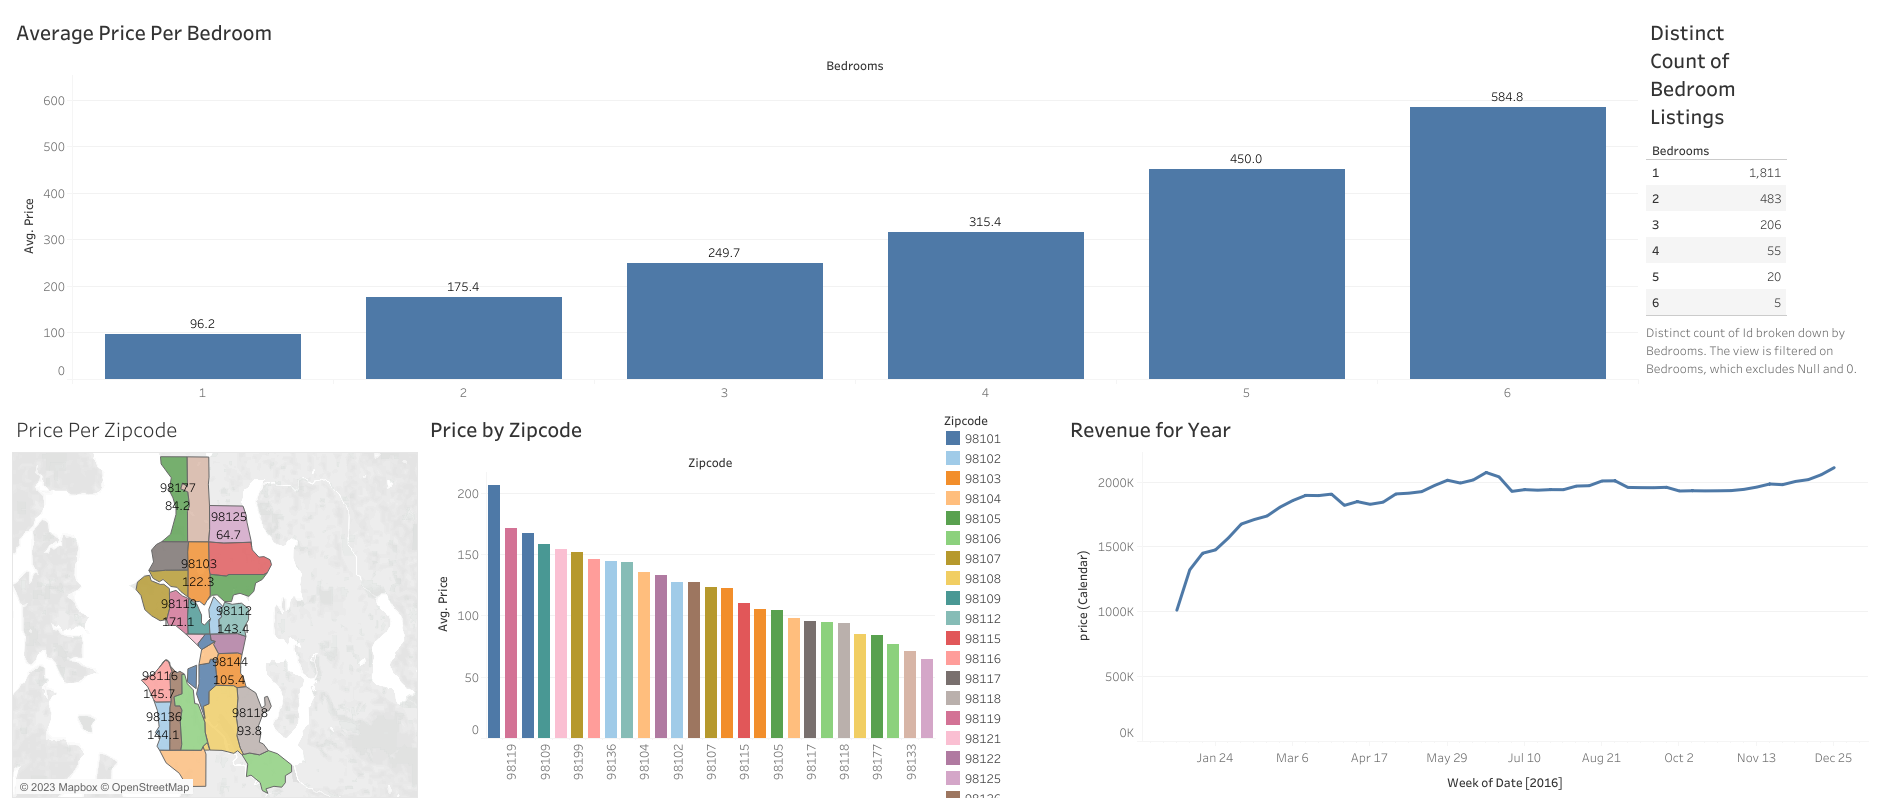 Average Price Per Bedroom
Bedrooms
Avg. Price
600
500
400
300
200
100
0
96.2
175.4
249.7
315.4
450.0
584.8
1
2
3
4
5
6
Distinct
Count of
Bedroom
Listings
Bedrooms
1 1,811
2 483
3 206
4 55
5 20
6 5
Distinct count of Id broken down by
Bedrooms. The view is filtered on
Bedrooms, which excludes Null and 0.
Price Per Zipcode
98177
84.2
98125
64.7
98103
122.3
98119
171.1
98112
143.4
98144
105.4
98116
145.7
98136
144.1
98118
93.8
© 2023 Mapbox © OpenStreetMap
Price by Zipcode
Zipcode
Avg. Price
200
150
100
50
0
98119
98109
98199
98136
98104
98102
98107
98115
98105
98117
98118
98177
98133
Zipcode
98101
98102
98103
98104
98105
98106
98107
98108
98109
98112
98115
98116
98117
98118
98119
98121
98122
98125
Revenue for Year
price (Calendar)
2000K
1500K
1000K
500K
0K
Jan 24
Mar 6
Apr 17
May 29
Jul 10
Aug 21
Oct 2
Nov 13
Dec 25
Week of Date [2016]